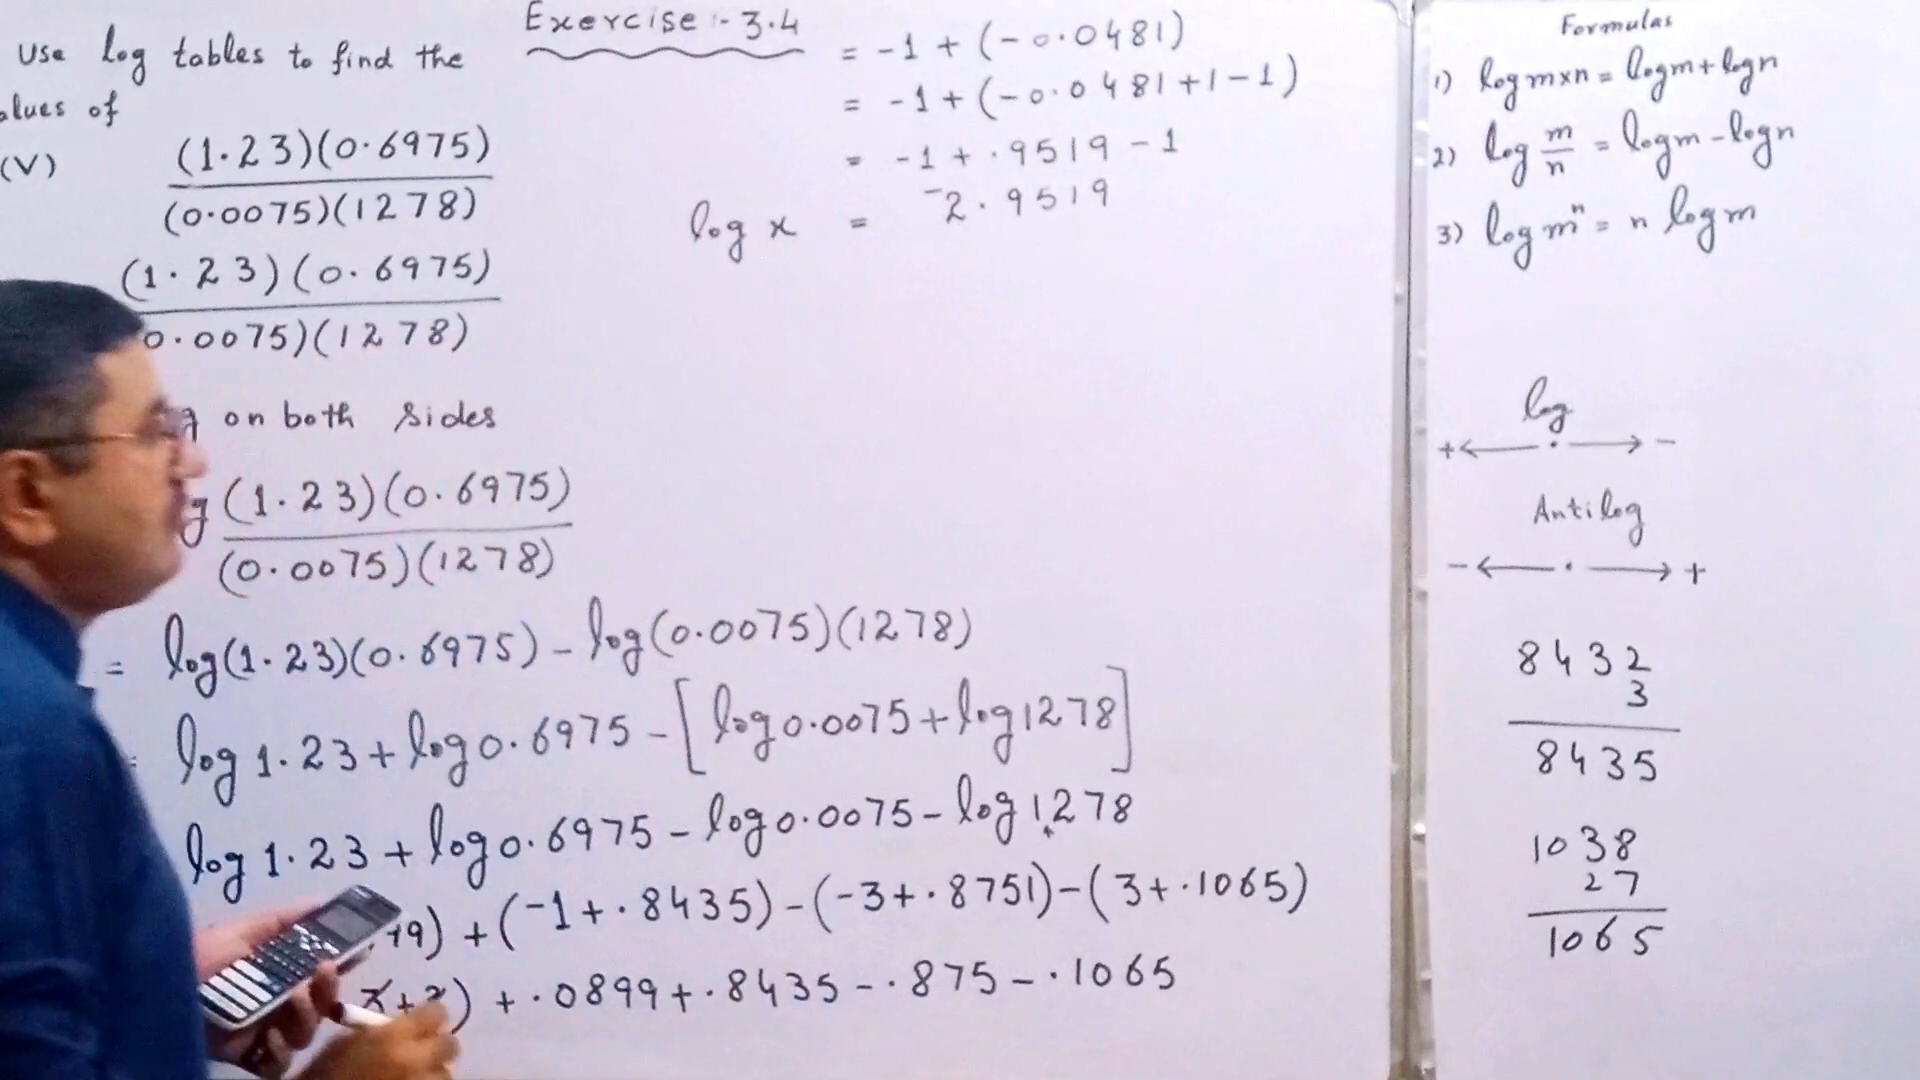 Exercise :- 3.4
Use log tables to find the
alues of
(V) (1.23)(0.6975)
(0.0075)(1278)
(1.23)(0.6975)
0.0075)(1278)
g on both Sides
g (1.23)(0.6975)
(0.0075)(1278)
= log(1.23)(0.6975) - log(0.0075)(1278)
= log 1.23 + log 0.6975 - [log 0.0075 + log 1278]
log 1.23 + log 0.6975 - log 0.0075 - log 1278
99) + (-1 + .8435) - (-3 + .8751) - (3 + .1065)
) + .0899 + .8435 - .875 - .1065
= -1 + (-0.0481)
= -1 + (-0.0481 + 1 - 1)
= -1 + .9519 - 1
log x = -2.9519
Formulas
1) log m×n = log m + log n
2) log m/n = log m - log n
3) log mⁿ = n log m
log
+ ← . → -
Antilog
- ← . → +
8432
3
8435
1038
27
1065